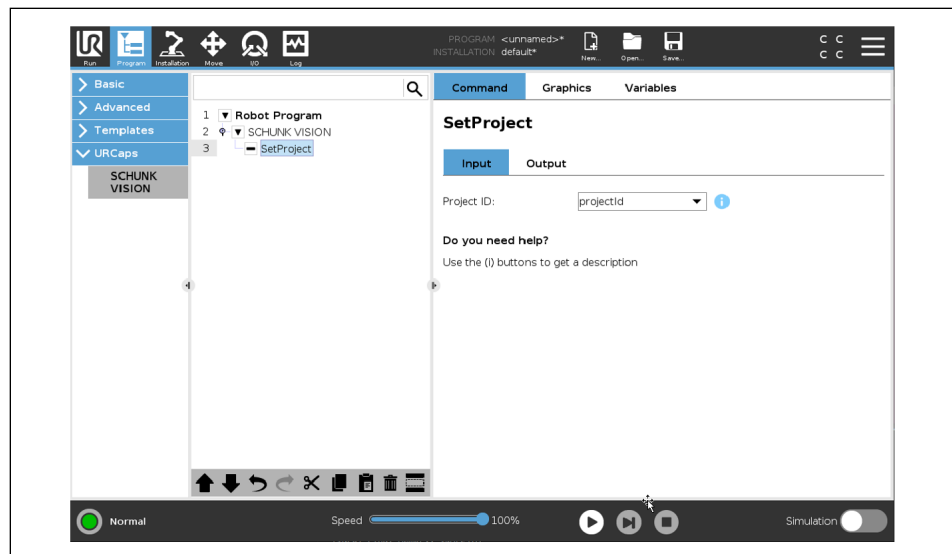 UR
PROGRAM <unnamed>*
INSTALLATION default*
C C
C C
Run Program Installation Move I/O Log New... Open... Save...
Basic
Advanced
Templates
URCaps
SCHUNK
VISION
1 Robot Program
2 SCHUNK VISION
3 SetProject
Command Graphics Variables
SetProject
Input Output
Project ID: projectId i
Do you need help?
Use the (i) buttons to get a description
Normal Speed 100% Simulation